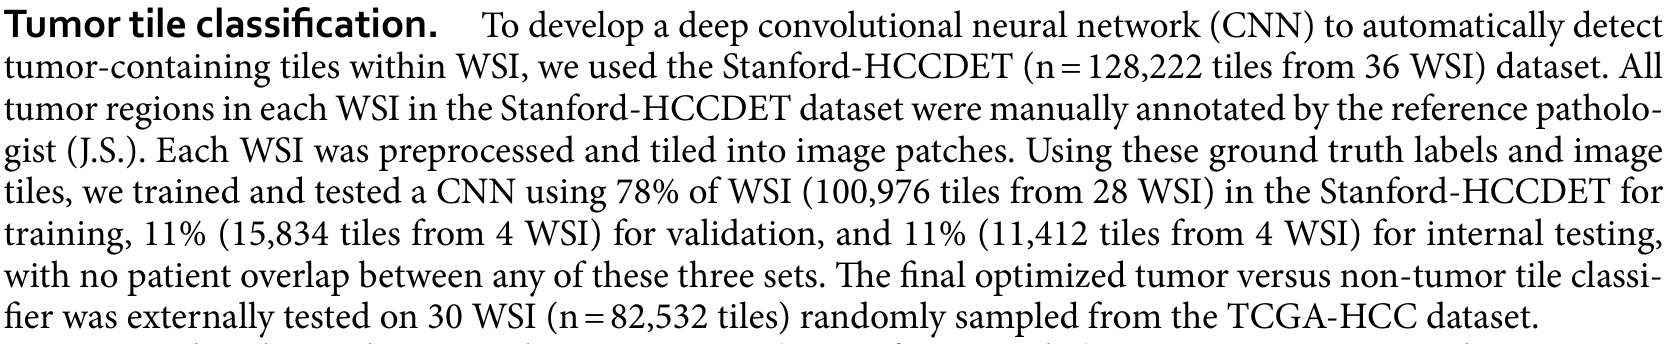 Tumor tile classification. To develop a deep convolutional neural network (CNN) to automatically detect
tumor-containing tiles within WSI, we used the Stanford-HCCDET (n = 128,222 tiles from 36 WSI) dataset. All
tumor regions in each WSI in the Stanford-HCCDET dataset were manually annotated by the reference patholo-
gist (J.S.). Each WSI was preprocessed and tiled into image patches. Using these ground truth labels and image
tiles, we trained and tested a CNN using 78% of WSI (100,976 tiles from 28 WSI) in the Stanford-HCCDET for
training, 11% (15,834 tiles from 4 WSI) for validation, and 11% (11,412 tiles from 4 WSI) for internal testing,
with no patient overlap between any of these three sets. The final optimized tumor versus non-tumor tile classi-
fier was externally tested on 30 WSI (n = 82,532 tiles) randomly sampled from the TCGA-HCC dataset.